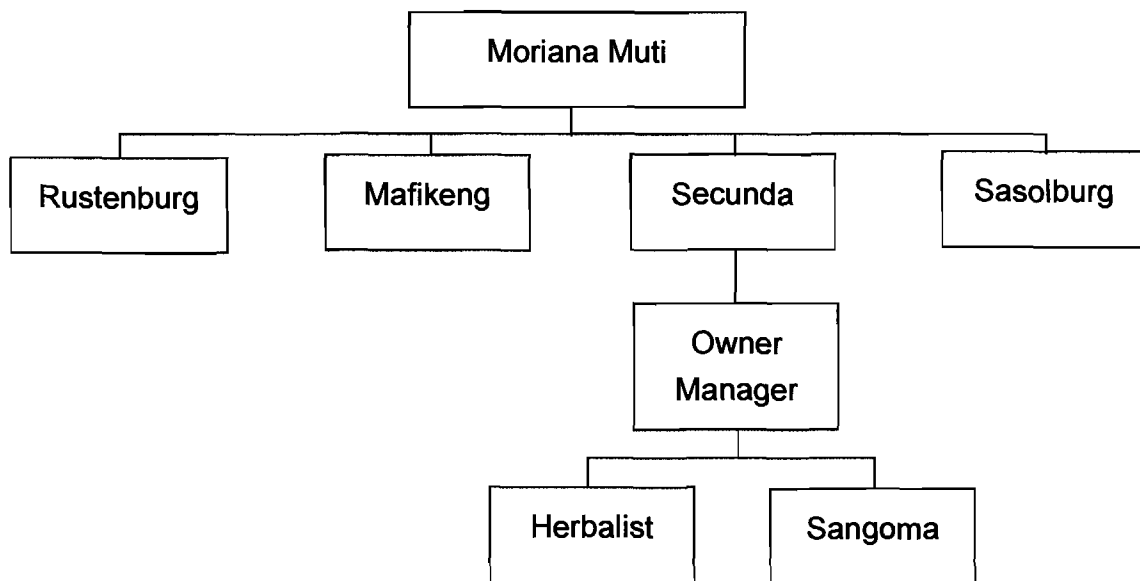 Moriana Muti
Rustenburg
Mafikeng
Secunda
Sasolburg
Owner
Manager
Herbalist
Sangoma